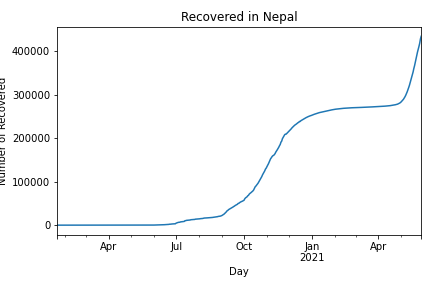 Recovered in Nepal
Number of Recovered
400000
300000
200000
100000
0
Apr
Jul
Oct
Jan
2021
Apr
Day